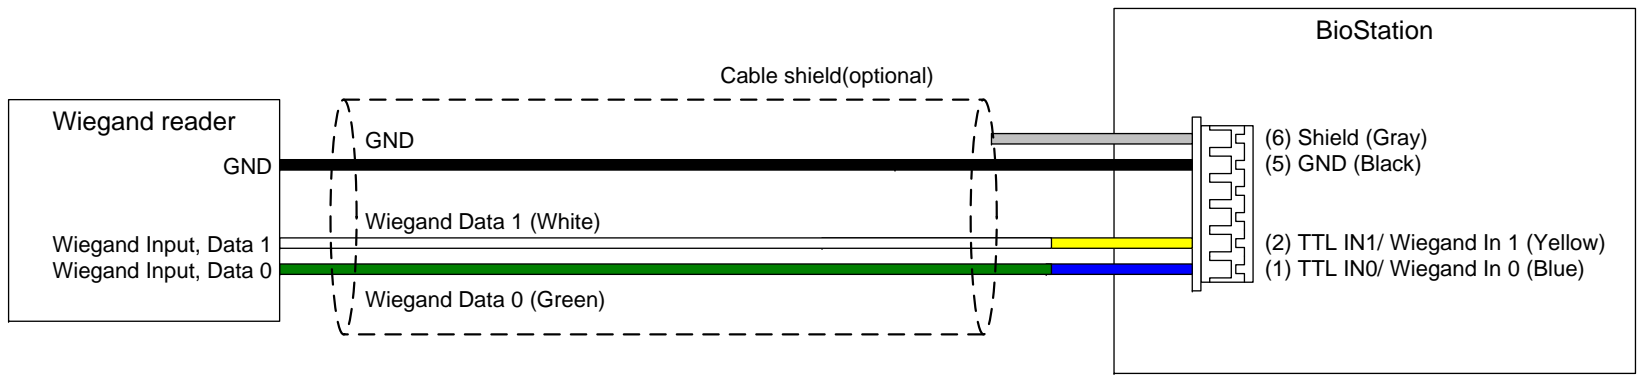 BioStation
Cable shield(optional)
Wiegand reader
GND
(6) Shield (Gray)
GND
(5) GND (Black)
Wiegand Data 1 (White)
Wiegand Input, Data 1
(2) TTL IN1/ Wiegand In 1 (Yellow)
Wiegand Input, Data 0
(1) TTL IN0/ Wiegand In 0 (Blue)
Wiegand Data 0 (Green)